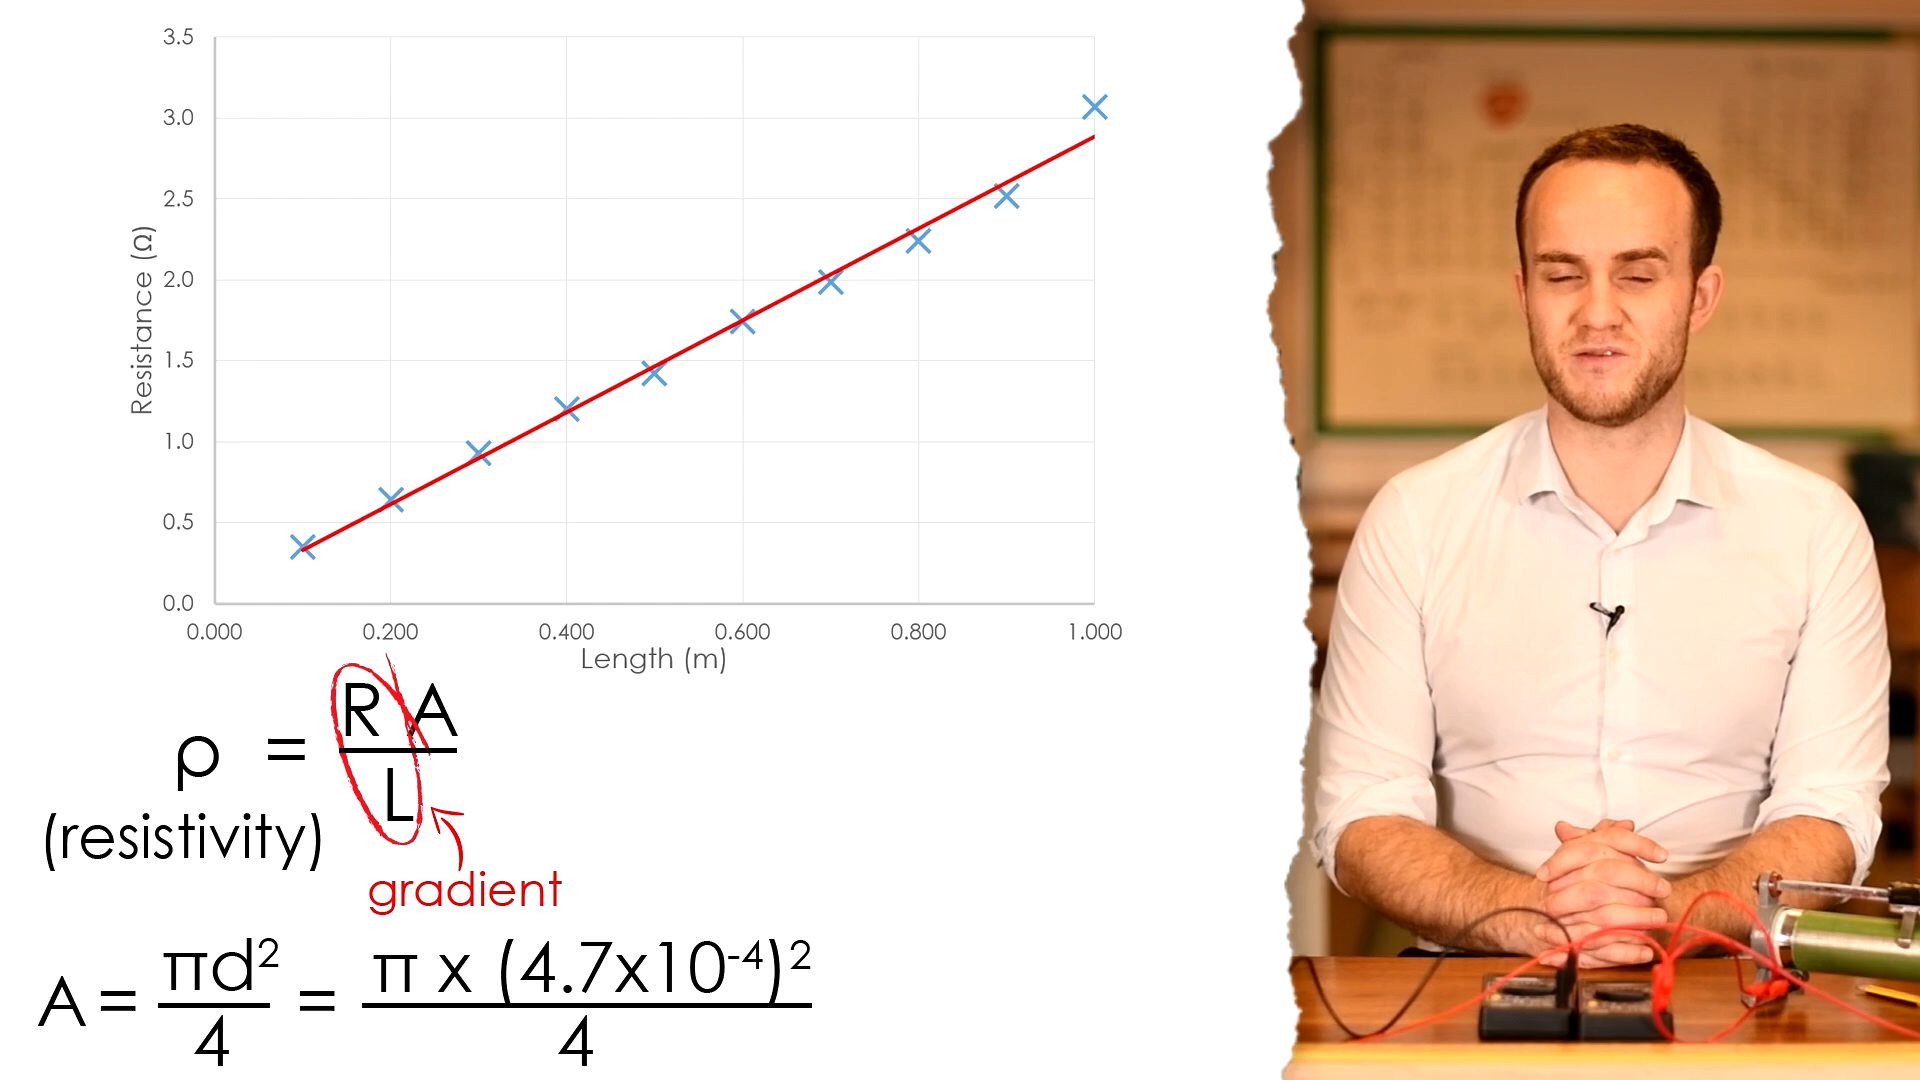 3.5
3.0
2.5
2.0
1.5
1.0
0.5
0.0
Resistance (Ω)
0.000 0.200 0.400 0.600 0.800 1.000
Length (m)
ρ = R A
L
(resistivity)
gradient
A = πd² = π x (4.7x10⁻⁴)²
4 4